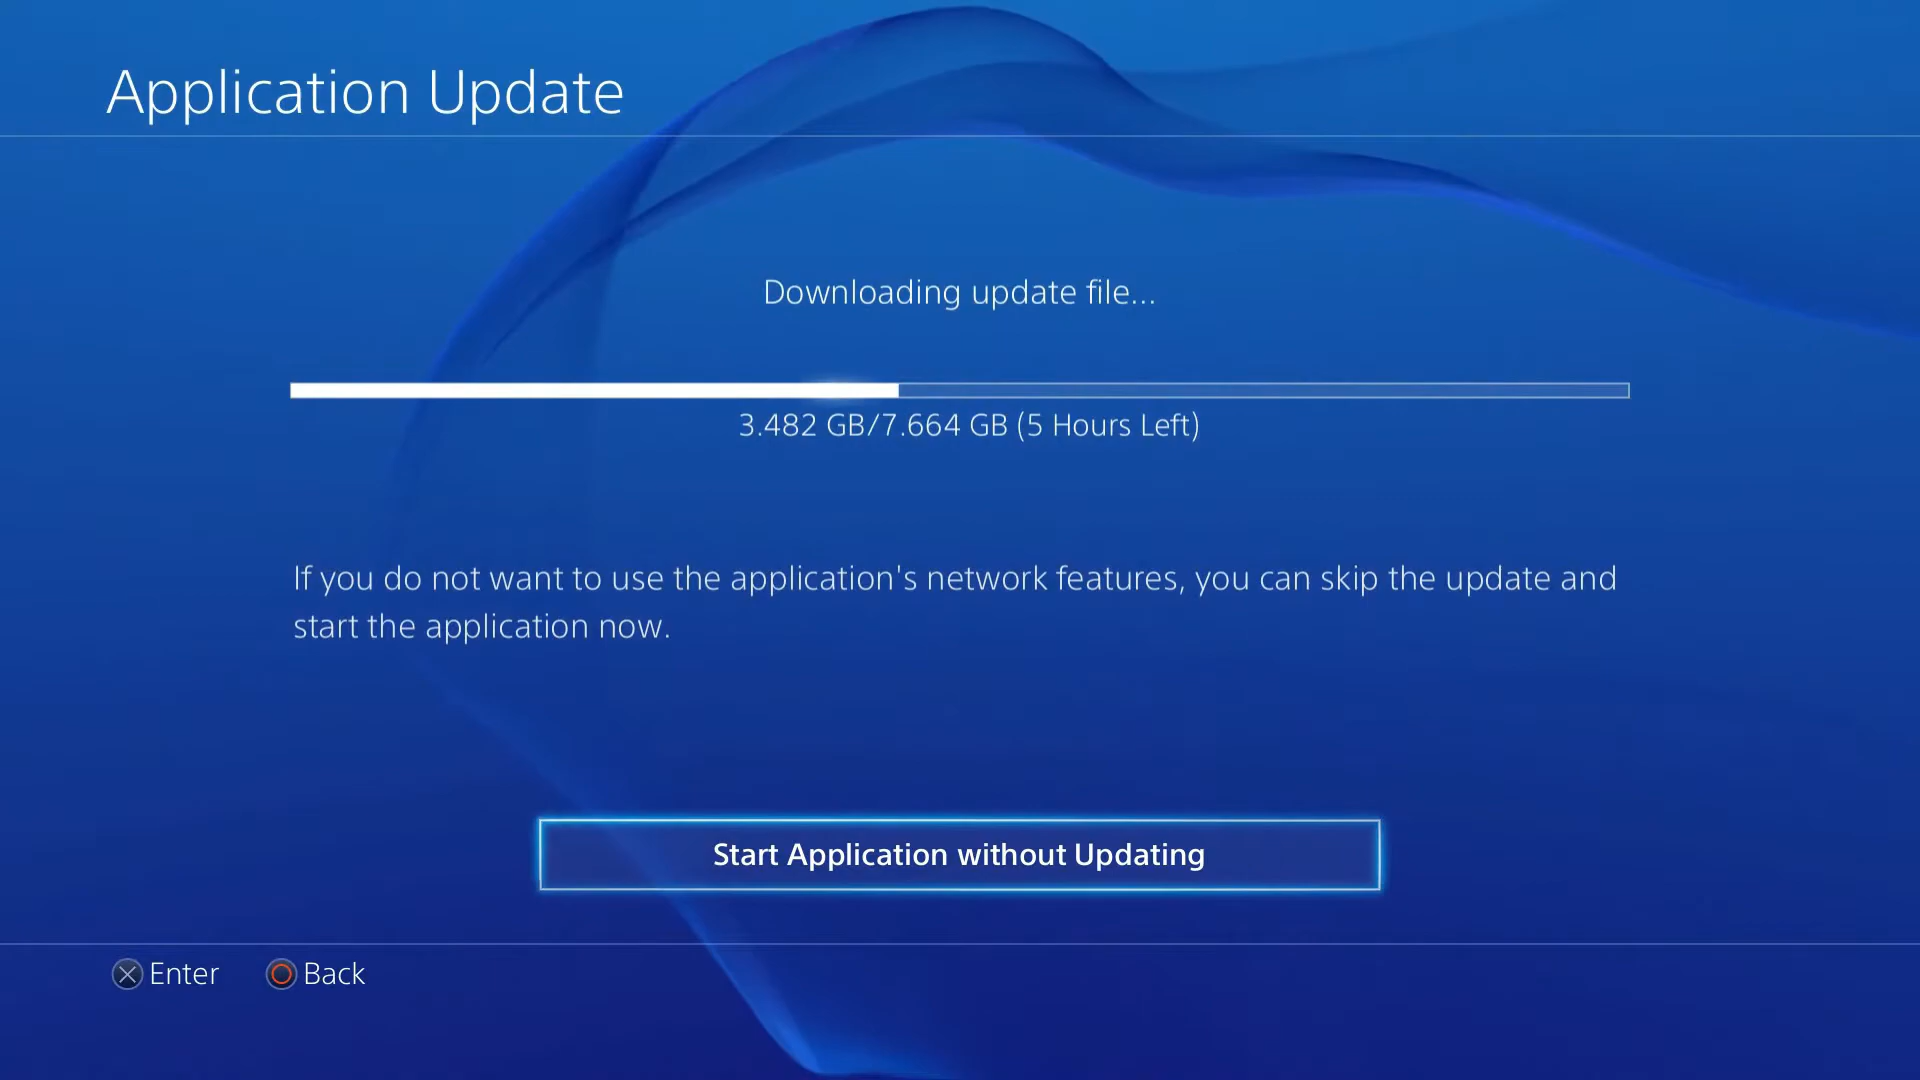 Application Update
Downloading update file...
3.482 GB/7.664 GB (5 Hours Left)
If you do not want to use the application's network features, you can skip the update and
start the application now.
Start Application without Updating
Enter Back